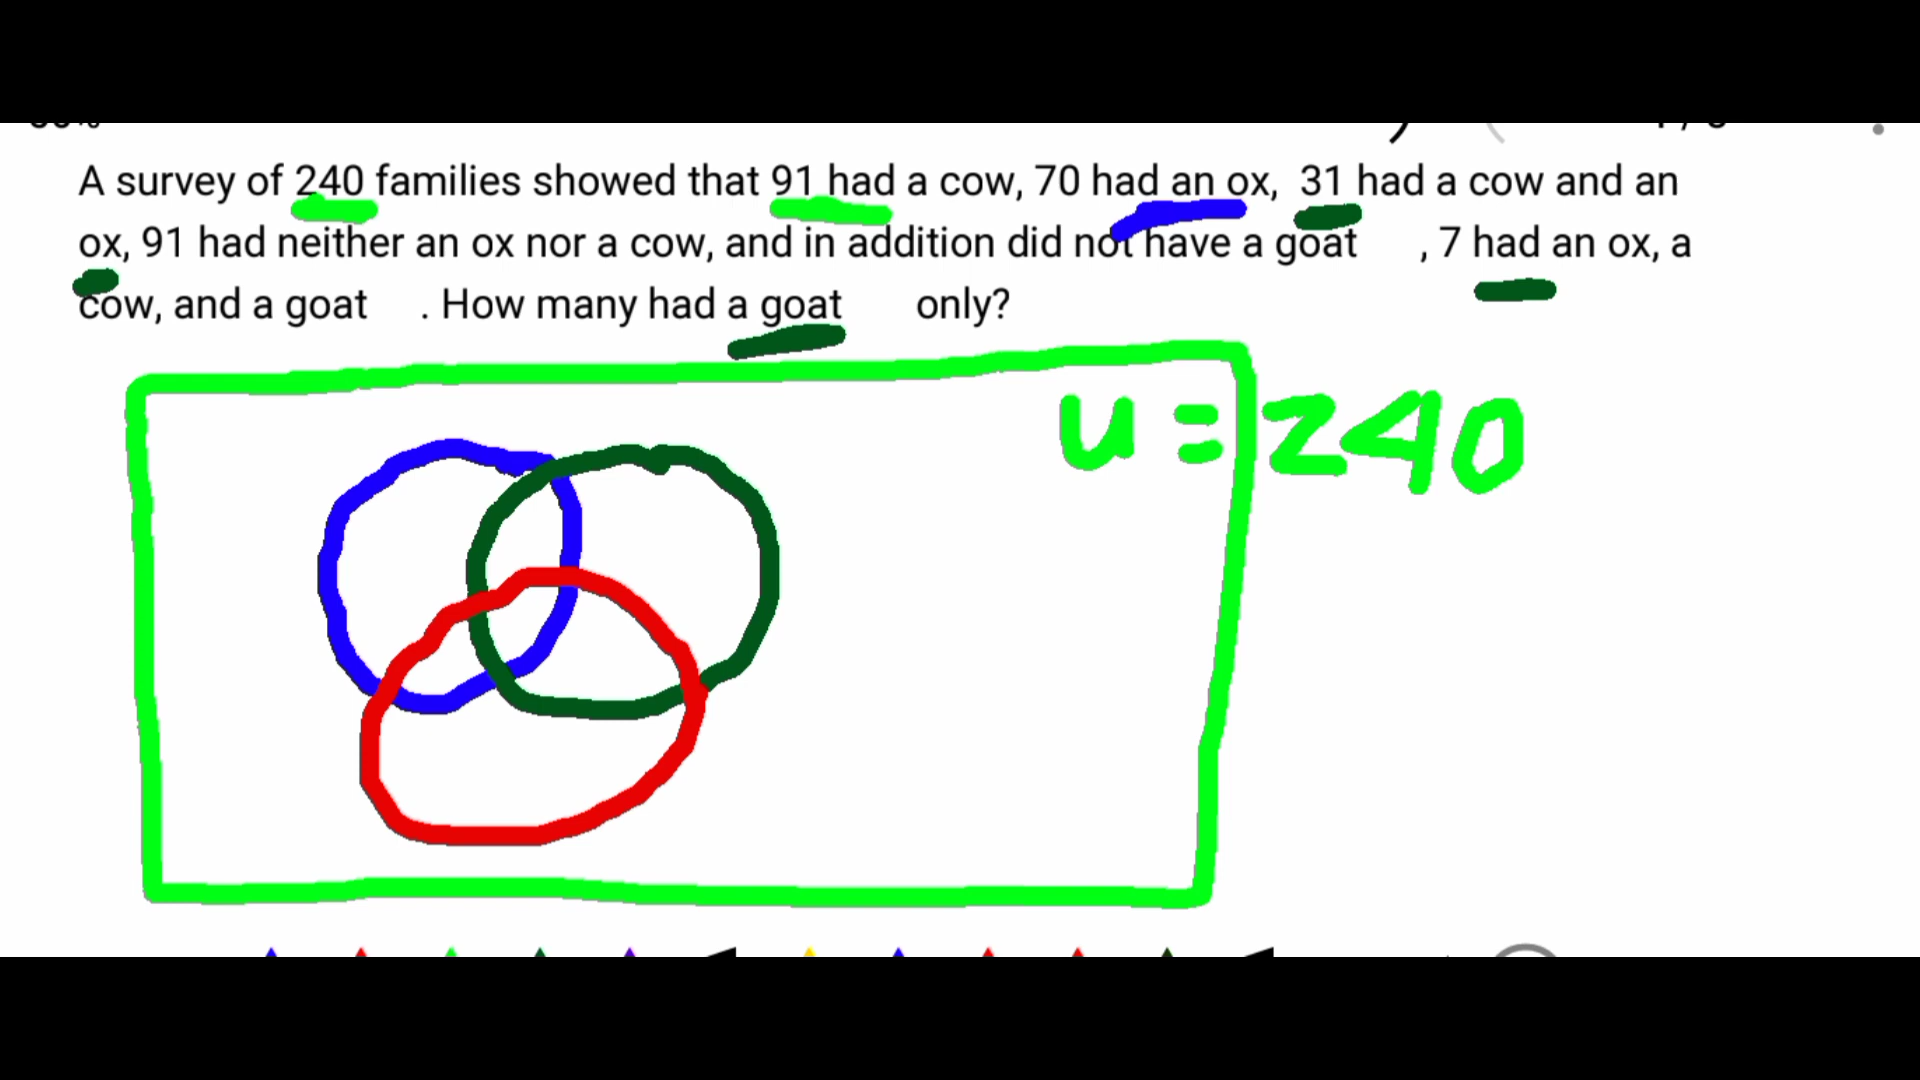 A survey of 240 families showed that 91 had a cow, 70 had an ox, 31 had a cow and an
ox, 91 had neither an ox nor a cow, and in addition did not have a goat , 7 had an ox, a
cow, and a goat . How many had a goat only?
u = 240